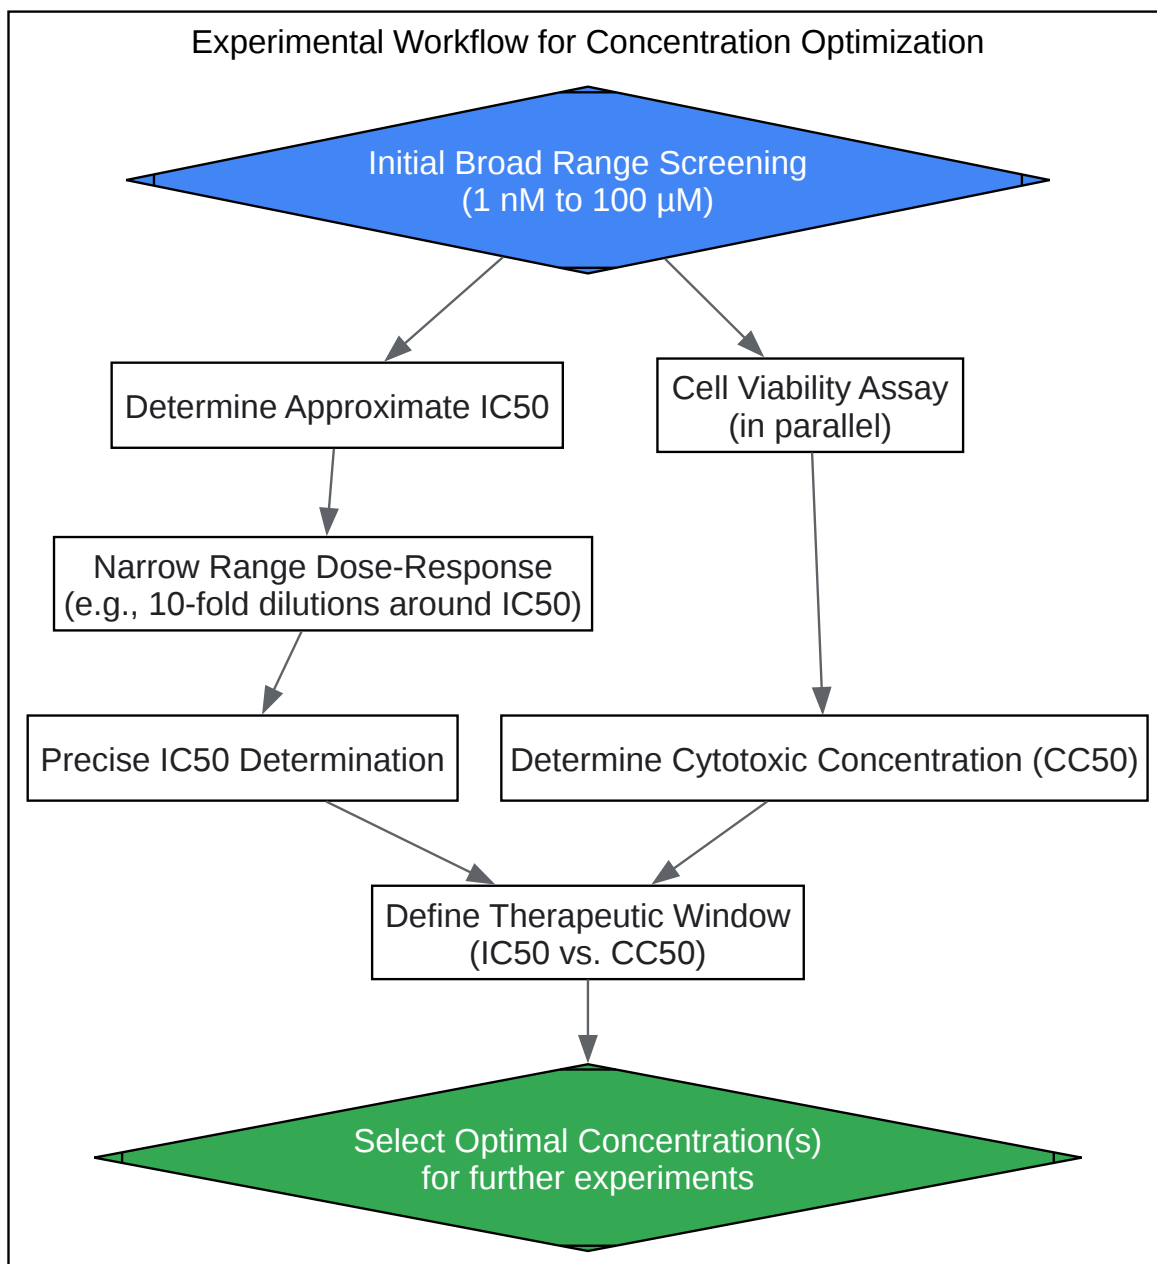 Experimental Workflow for Concentration Optimization
Initial Broad Range Screening
(1 nM to 100 µM)
Determine Approximate IC50
Cell Viability Assay
(in parallel)
Narrow Range Dose-Response
(e.g., 10-fold dilutions around IC50)
Precise IC50 Determination
Determine Cytotoxic Concentration (CC50)
Define Therapeutic Window
(IC50 vs. CC50)
Select Optimal Concentration(s)
for further experiments